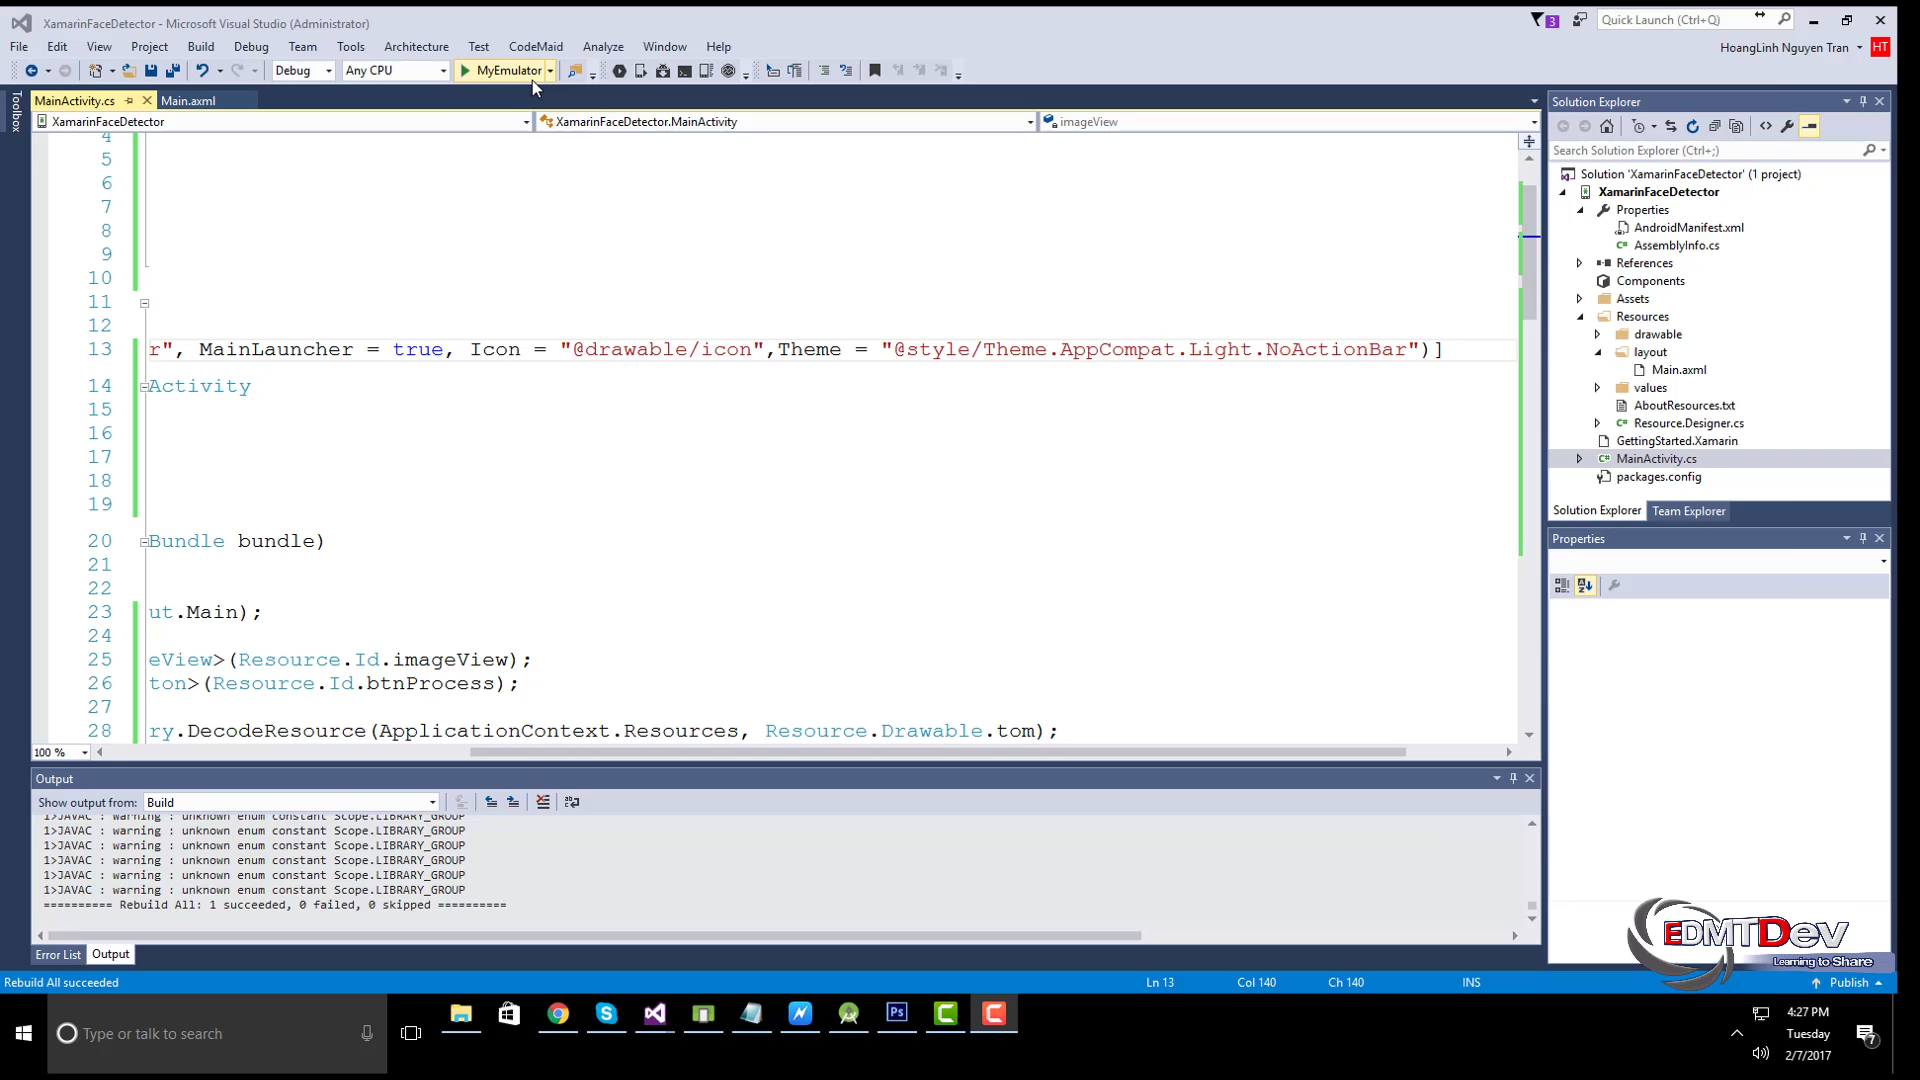 XamarinFaceDetector - Microsoft Visual Studio (Administrator)
3
Quick Launch (Ctrl+Q)
File Edit View Project Build Debug Team Tools Architecture Test CodeMaid Analyze Window Help
HoangLinh Nguyen Tran HT
Debug Any CPU MyEmulator
Toolbox
MainActivity.cs Main.axml
XamarinFaceDetector XamarinFaceDetector.MainActivity imageView
4
5
6
7
8
9
10
11
12
13 r", MainLauncher = true, Icon = "@drawable/icon",Theme = "@style/Theme.AppCompat.Light.NoActionBar")]
14 Activity
15
16
17
18
19
20 Bundle bundle)
21
22
23 ut.Main);
24
25 eView>(Resource.Id.imageView);
26 ton>(Resource.Id.btnProcess);
27
28 ry.DecodeResource(ApplicationContext.Resources, Resource.Drawable.tom);
100 %
Output
Show output from: Build
1>JAVAC : warning : unknown enum constant Scope.LIBRARY_GROUP
1>JAVAC : warning : unknown enum constant Scope.LIBRARY_GROUP
1>JAVAC : warning : unknown enum constant Scope.LIBRARY_GROUP
1>JAVAC : warning : unknown enum constant Scope.LIBRARY_GROUP
1>JAVAC : warning : unknown enum constant Scope.LIBRARY_GROUP
1>JAVAC : warning : unknown enum constant Scope.LIBRARY_GROUP
========== Rebuild All: 1 succeeded, 0 failed, 0 skipped ==========
Error List Output
Solution Explorer
Search Solution Explorer (Ctrl+;)
Solution 'XamarinFaceDetector' (1 project)
XamarinFaceDetector
Properties
AndroidManifest.xml
AssemblyInfo.cs
References
Components
Assets
Resources
drawable
layout
Main.axml
values
AboutResources.txt
Resource.Designer.cs
GettingStarted.Xamarin
MainActivity.cs
packages.config
Solution Explorer Team Explorer
Properties
EDMTDev
Learning to Share
Rebuild All succeeded Ln 13 Col 140 Ch 140 INS Publish
Type or talk to search
Ps
4:27 PM
Tuesday
2/7/2017
7